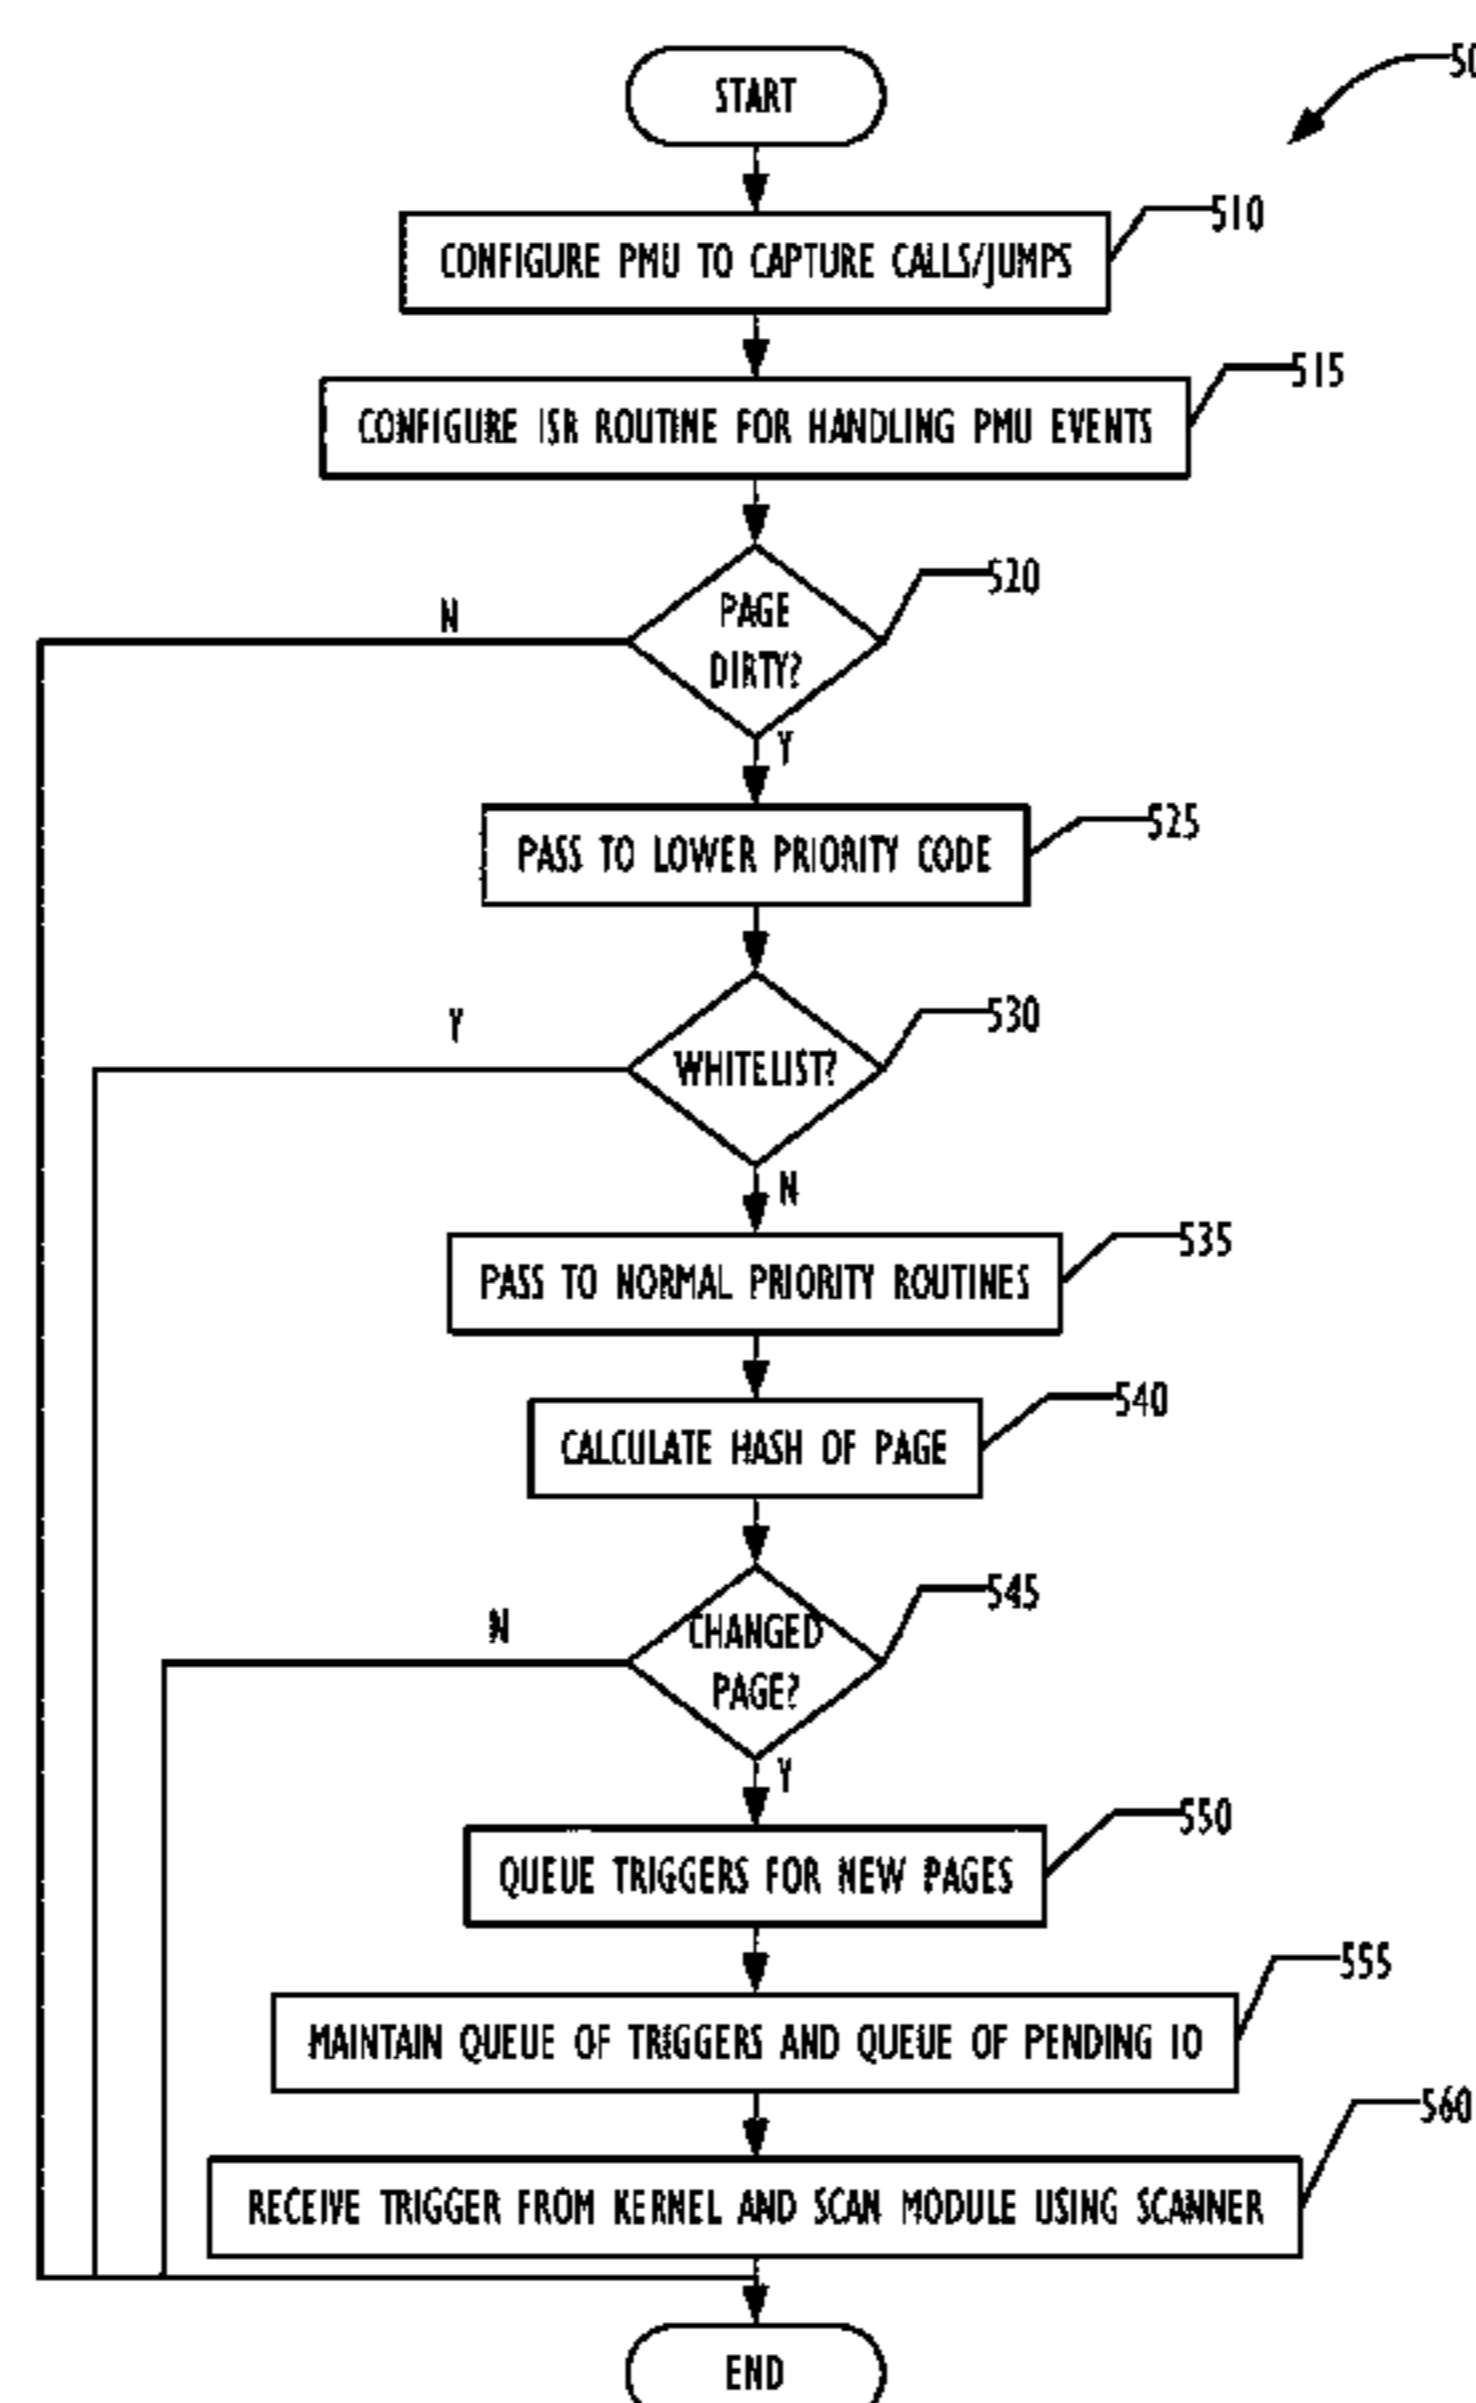 50
START
510
CONFIGURE PMU TO CAPTURE CALLS/JUMPS
515
CONFIGURE ISR ROUTINE FOR HANDLING PMU EVENTS
520
PAGE
DIRTY?
N
Y
525
PASS TO LOWER PRIORITY CODE
530
WHITELIST?
Y
N
535
PASS TO NORMAL PRIORITY ROUTINES
540
CALCULATE HASH OF PAGE
545
CHANGED
PAGE?
N
Y
550
QUEUE TRIGGERS FOR NEW PAGES
555
MAINTAIN QUEUE OF TRIGGERS AND QUEUE OF PENDING IO
560
RECEIVE TRIGGER FROM KERNEL AND SCAN MODULE USING SCANNER
END